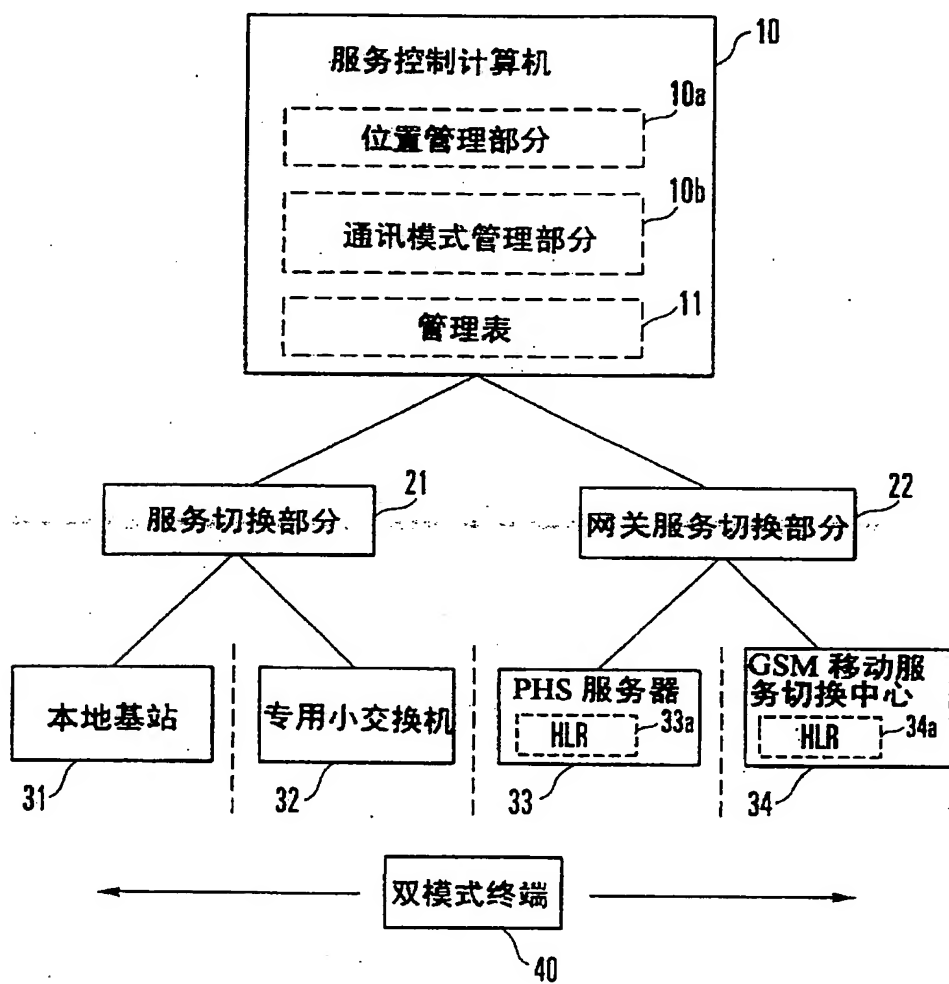 10
服务控制计算机
10a
位置管理部分
10b
通讯模式管理部分
11
管理表
21
服务切换部分
22
网关服务切换部分
本地基站
31
专用小交换机
32
PHS 服务器
HLR
33a
33
GSM 移动服
务切换中心
HLR
34a
34
双模式终端
40